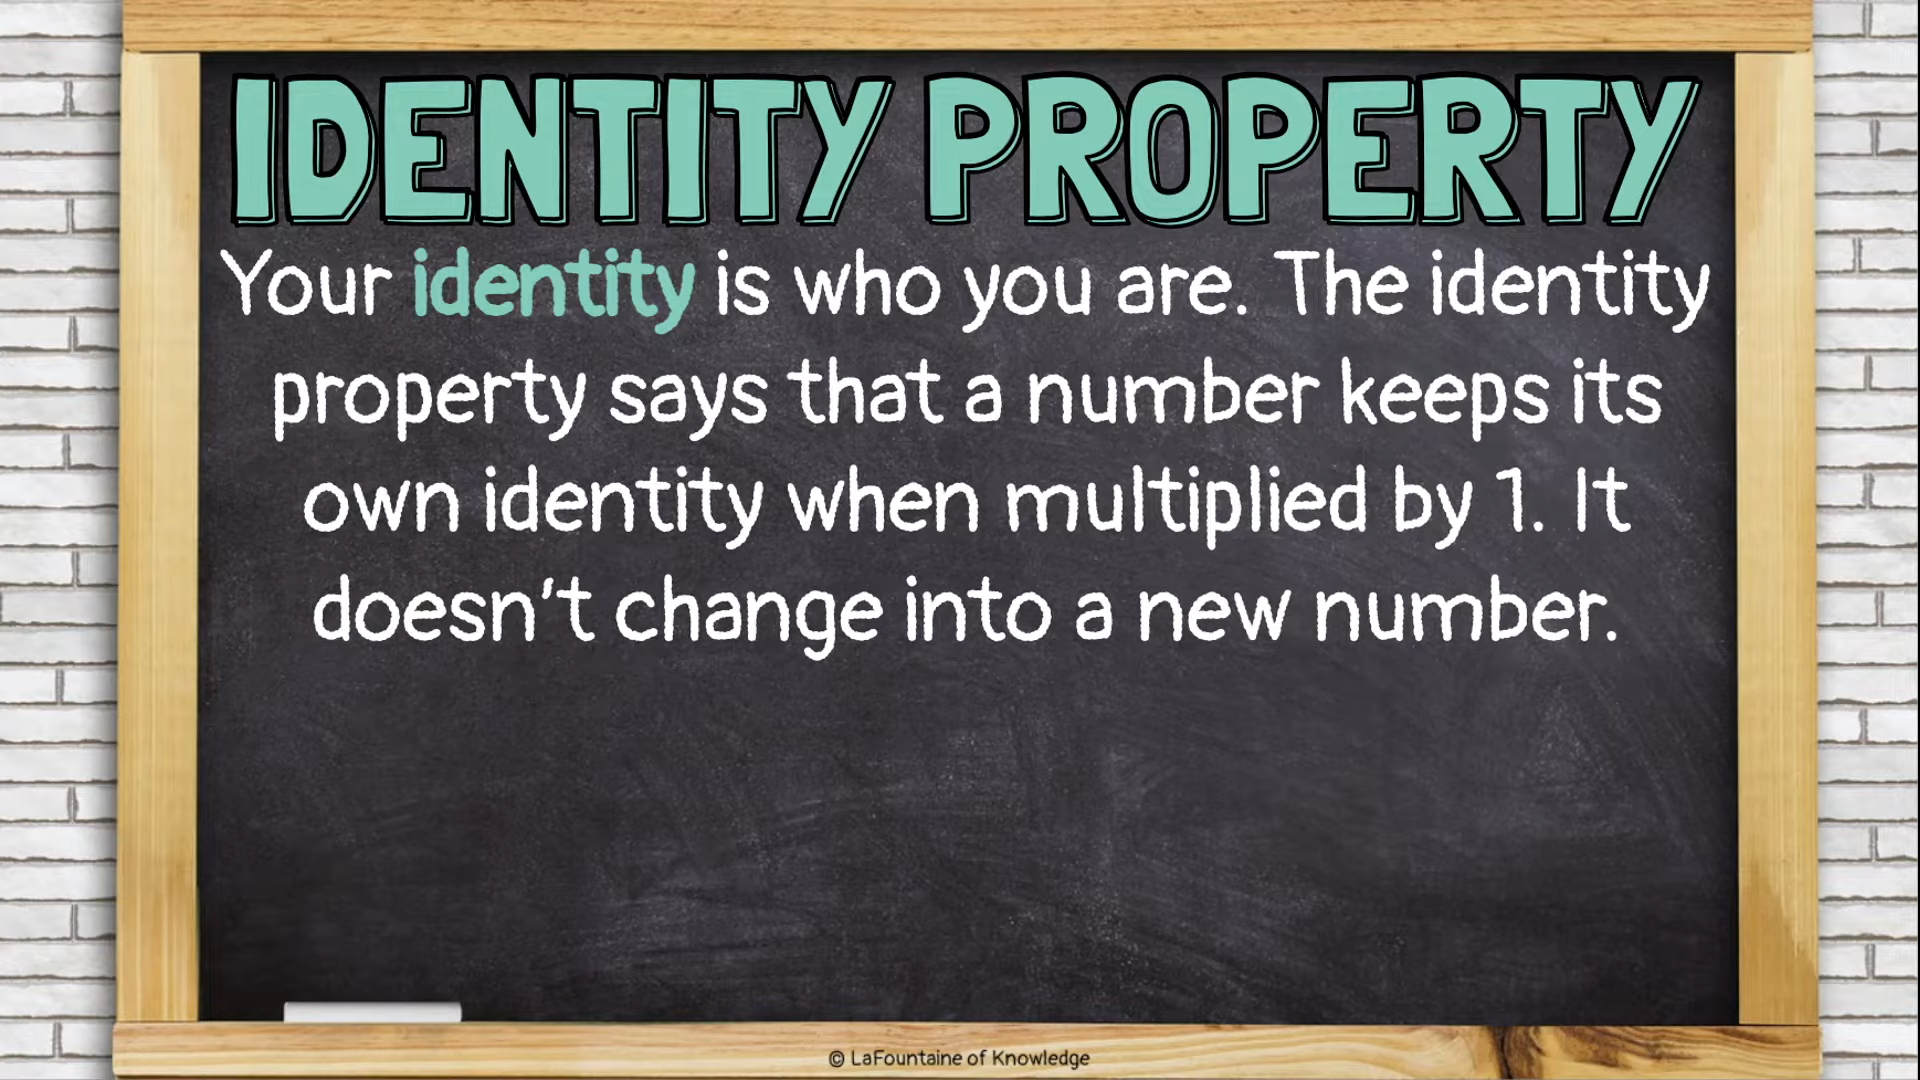 IDENTITY PROPERTY
Your identity is who you are. The identity
property says that a number keeps its
own identity when multiplied by 1. It
doesn't change into a new number.
© LaFountaine of Knowledge